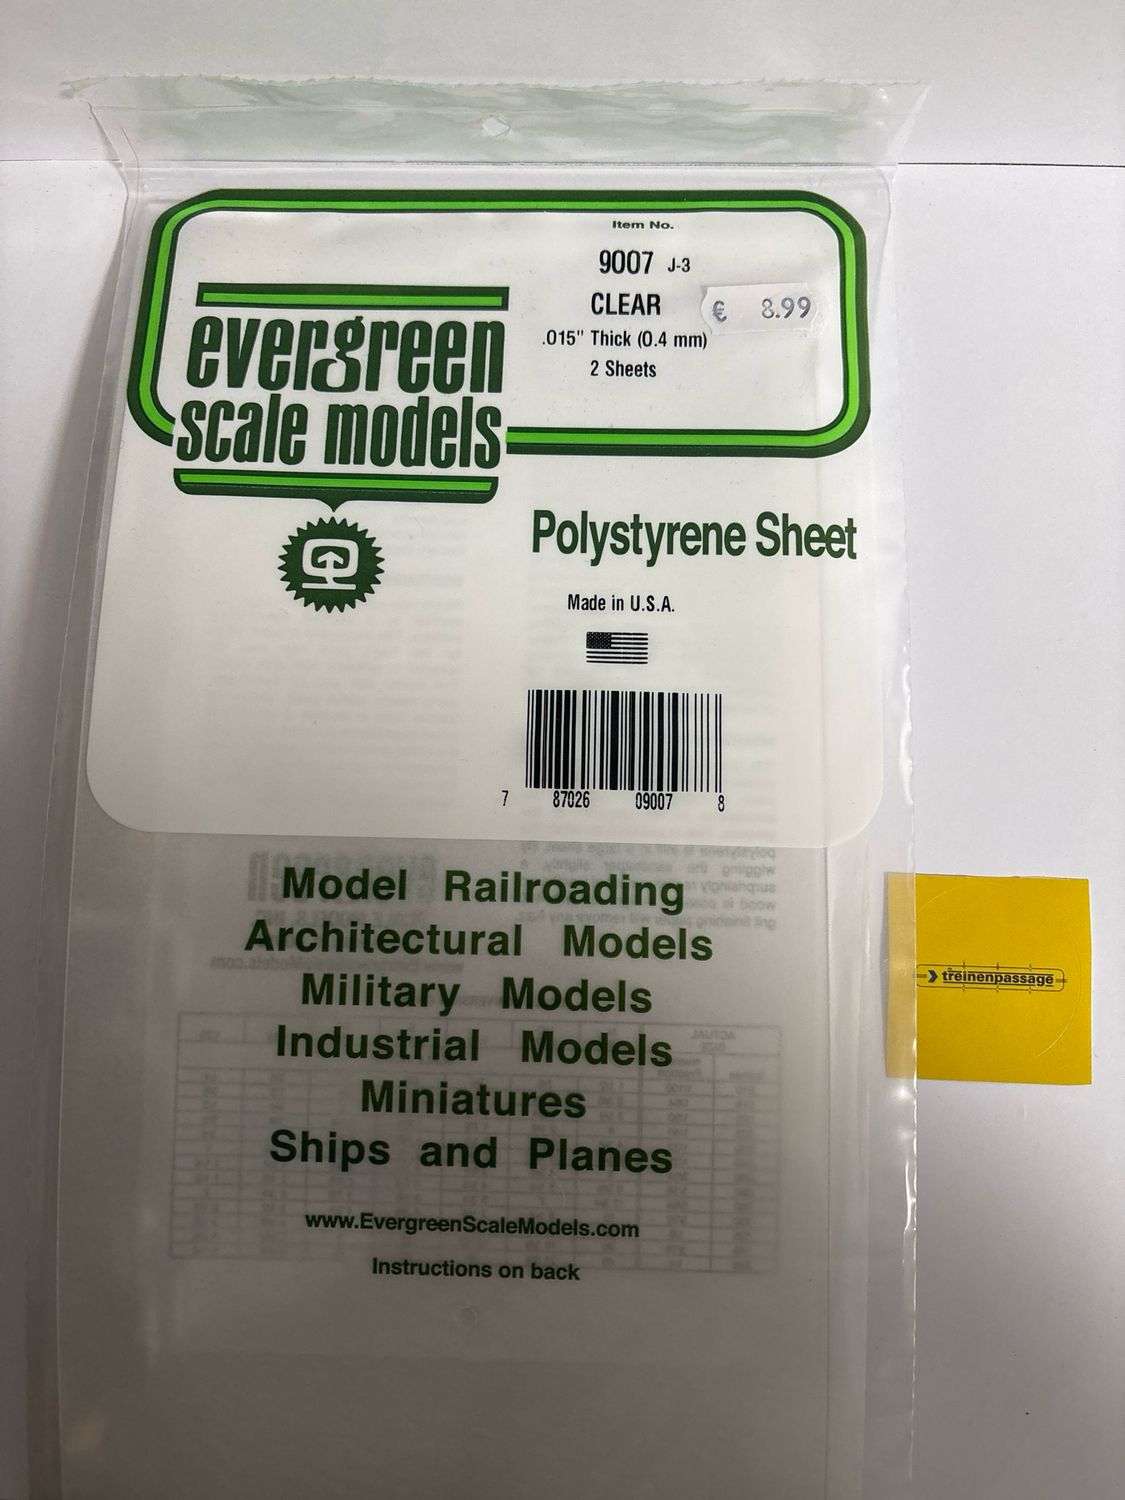 Item No.
9007 J-3
CLEAR
€ 8.99
.015" Thick (0.4 mm)
2 Sheets
evergreen
scale models
Polystyrene Sheet
Made in U.S.A.
7 87026 09007 8
Model Railroading
Architectural Models
Military Models
Industrial Models
Miniatures
Ships and Planes
www.EvergreenScaleModels.com
Instructions on back
treinenpassage